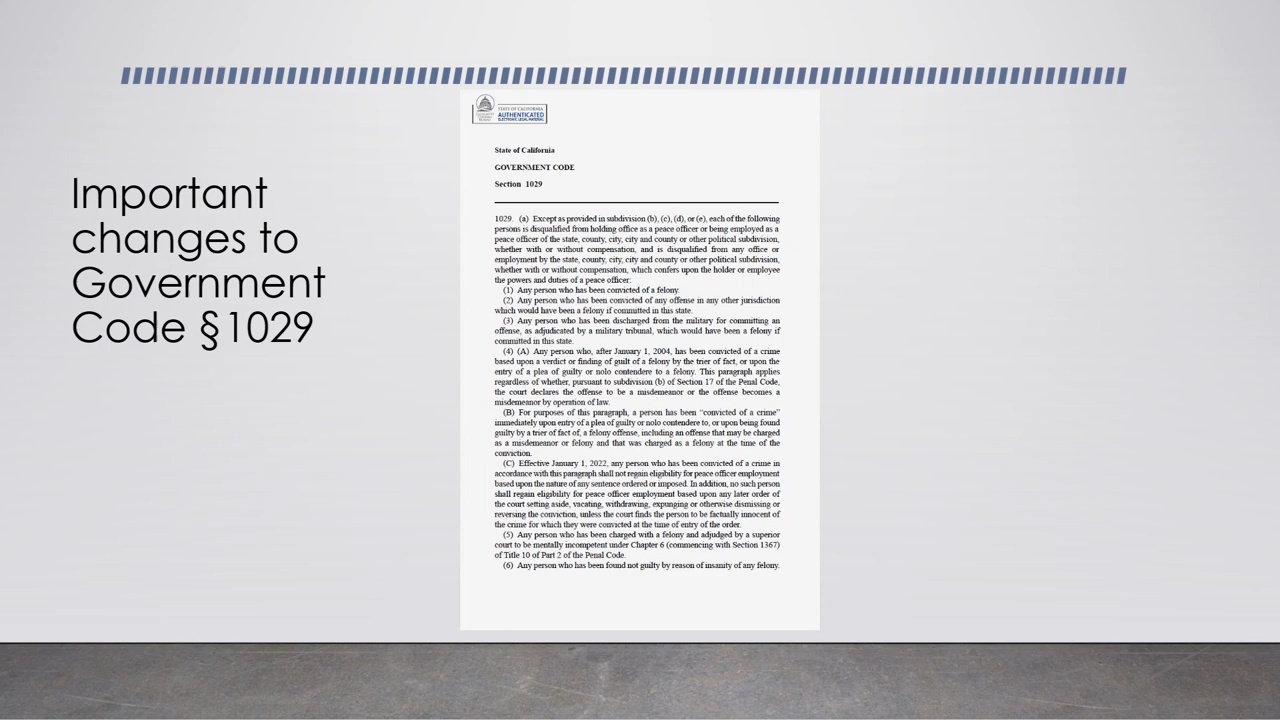 Important
changes to
Government
Code §1029
STATE OF CALIFORNIA
AUTHENTICATED
ELECTRONIC LEGAL MATERIAL
State of California
GOVERNMENT CODE
Section 1029
1029. (a) Except as provided in subdivision (b), (c), (d), or (e), each of the following
persons is disqualified from holding office as a peace officer or being employed as a
peace officer of the state, county, city, city and county or other political subdivision,
whether with or without compensation, and is disqualified from any office or
employment by the state, county, city, city and county or other political subdivision,
whether with or without compensation, which confers upon the holder or employee
the powers and duties of a peace officer:
(1) Any person who has been convicted of a felony.
(2) Any person who has been convicted of any offense in any other jurisdiction
which would have been a felony if committed in this state.
(3) Any person who has been discharged from the military for committing an
offense, as adjudicated by a military tribunal, which would have been a felony if
committed in this state.
(4) (A) Any person who, after January 1, 2004, has been convicted of a crime
based upon a verdict or finding of guilt of a felony by the trier of fact, or upon the
entry of a plea of guilty or nolo contendere to a felony. This paragraph applies
regardless of whether, pursuant to subdivision (b) of Section 17 of the Penal Code,
the court declares the offense to be a misdemeanor or the offense becomes a
misdemeanor by operation of law.
(B) For purposes of this paragraph, a person has been “convicted of a crime”
immediately upon entry of a plea of guilty or nolo contendere to, or upon being found
guilty by a trier of fact of, a felony offense, including an offense that may be charged
as a misdemeanor or felony and that was charged as a felony at the time of the
conviction.
(C) Effective January 1, 2022, any person who has been convicted of a crime in
accordance with this paragraph shall not regain eligibility for peace officer employment
based upon the nature of any sentence ordered or imposed. In addition, no such person
shall regain eligibility for peace officer employment based upon any later order of
the court setting aside, vacating, withdrawing, expunging or otherwise dismissing or
reversing the conviction, unless the court finds the person to be factually innocent of
the crime for which they were convicted at the time of entry of the order.
(5) Any person who has been charged with a felony and adjudged by a superior
court to be mentally incompetent under Chapter 6 (commencing with Section 1367)
of Title 10 of Part 2 of the Penal Code.
(6) Any person who has been found not guilty by reason of insanity of any felony.